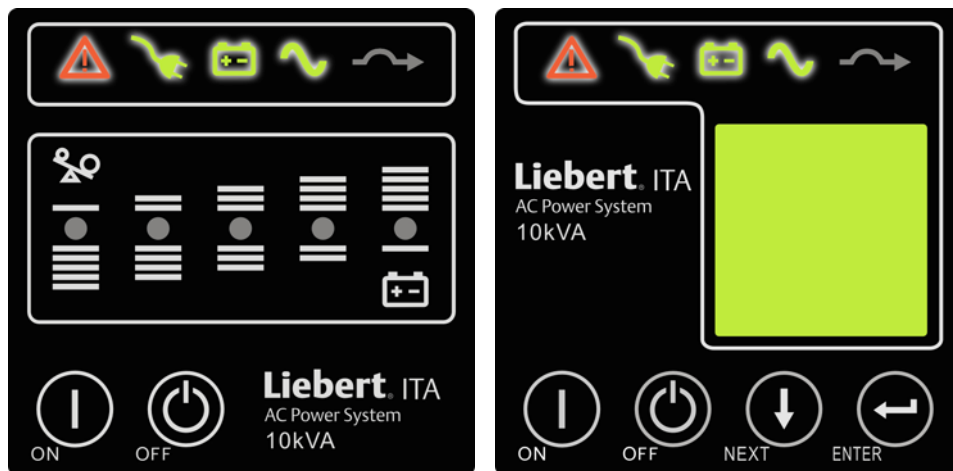 ON
OFF
Liebert® ITA
AC Power System
10kVA
Liebert® ITA
AC Power System
10kVA
ON
OFF
NEXT
ENTER